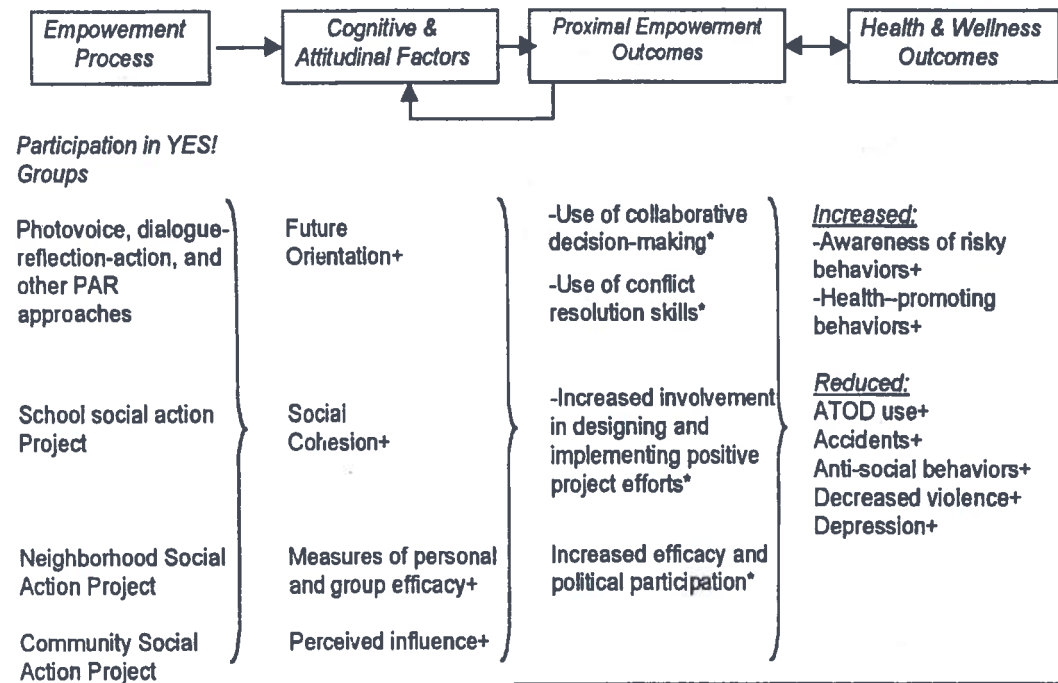 Empowerment
Process
Cognitive &
Attitudinal Factors
Proximal Empowerment
Outcomes
Health & Wellness
Outcomes
Participation in YES!
Groups
Photovoice, dialogue-
reflection-action, and
other PAR
approaches
School social action
Project
Neighborhood Social
Action Project
Community Social
Action Project
Future
Orientation+
Social
Cohesion+
Measures of personal
and group efficacy+
Perceived influence+
-Use of collaborative
decision-making*
-Use of conflict
resolution skills*
-Increased involvement
in designing and
implementing positive
project efforts*
Increased efficacy and
political participation*
Increased:
-Awareness of risky
behaviors+
-Health--promoting
behaviors+
Reduced:
ATOD use+
Accidents+
Anti-social behaviors+
Decreased violence+
Depression+